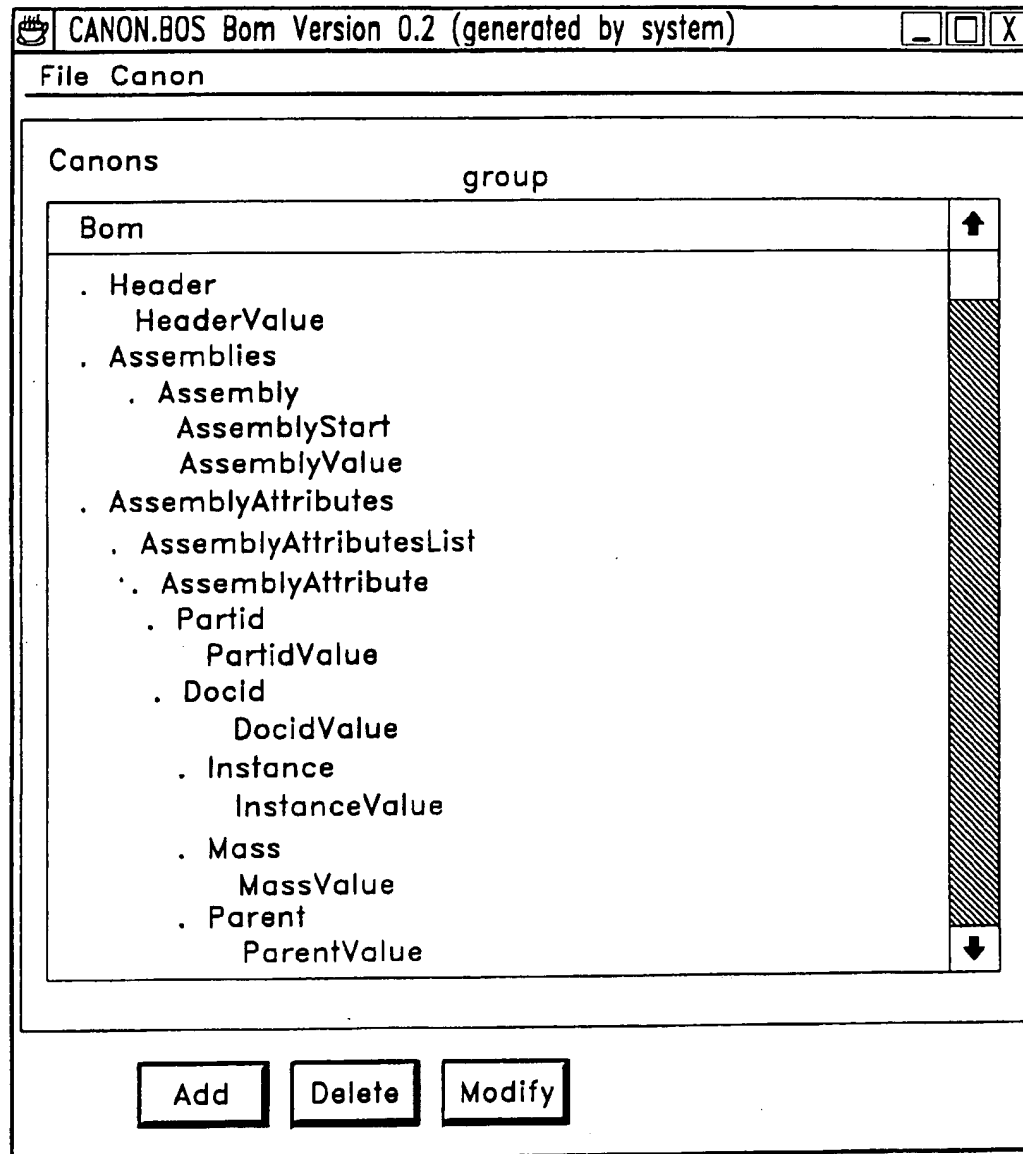 CANON.BOS Bom Version 0.2 (generated by system) _ X
File Canon
Canons
group
Bom
. Header
HeaderValue
. Assemblies
. Assembly
AssemblyStart
AssemblyValue
. AssemblyAttributes
. AssemblyAttributesList
. AssemblyAttribute
. Partid
PartidValue
. Docid
DocidValue
. Instance
InstanceValue
. Mass
MassValue
. Parent
ParentValue
Add Delete Modify